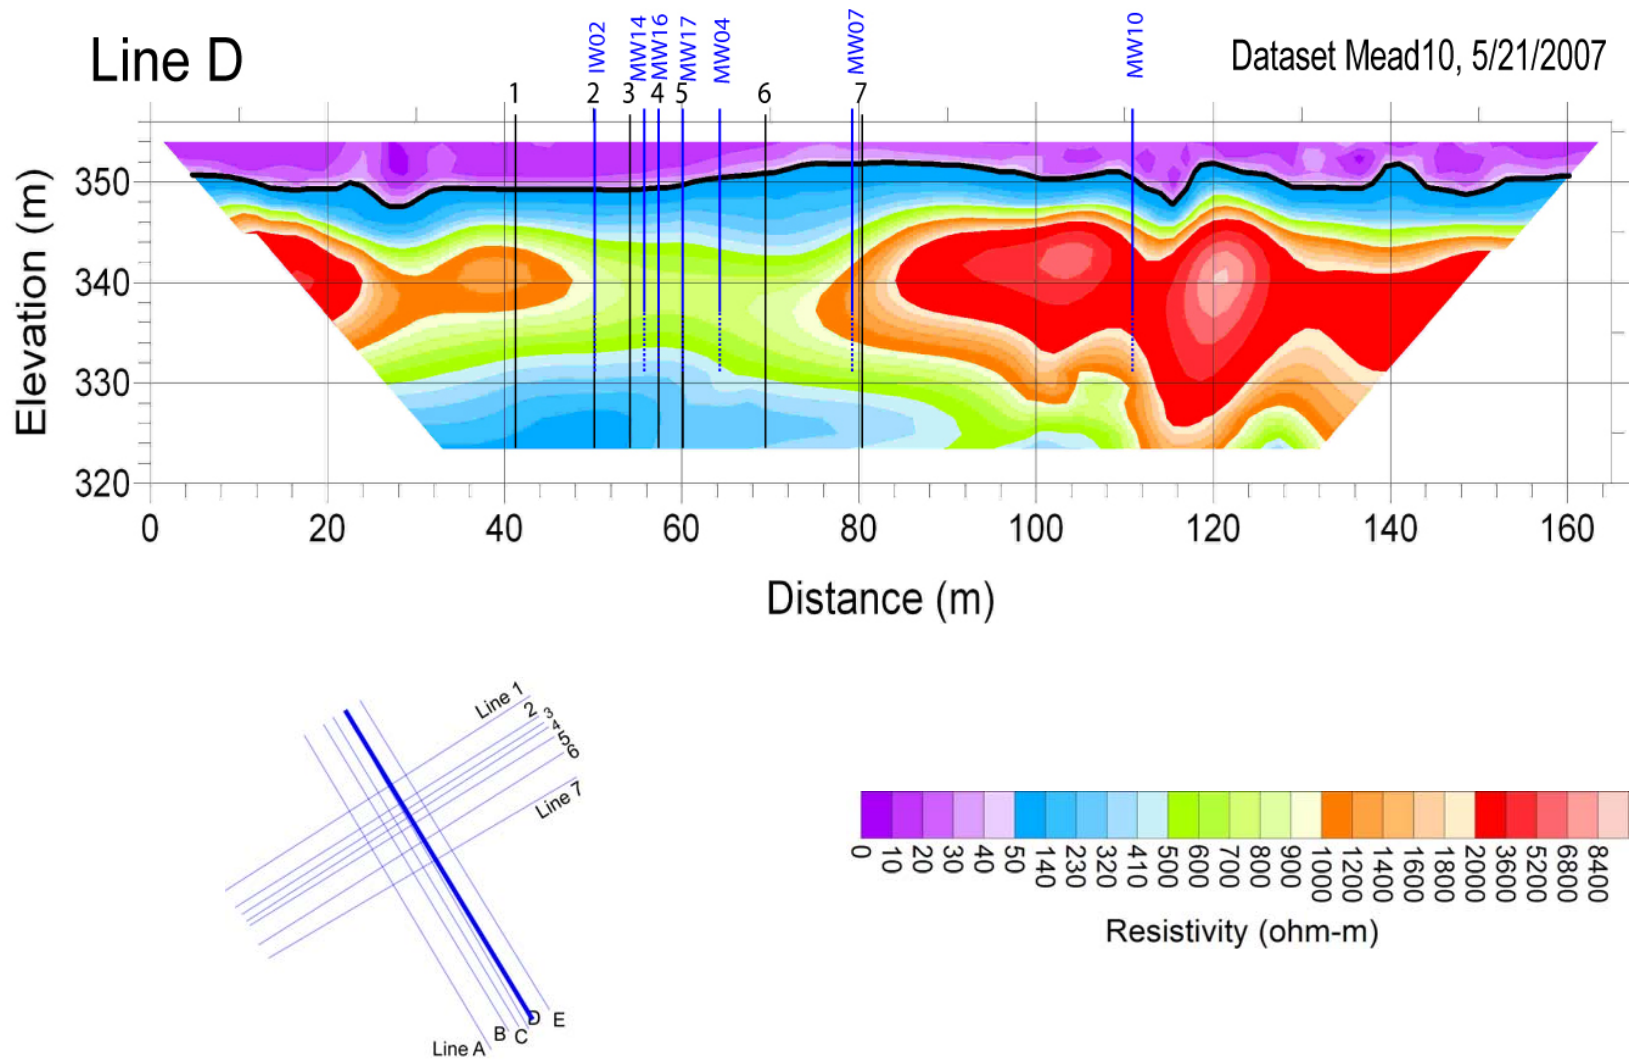 Line D
Dataset Mead10, 5/21/2007
IW02 MW14 MW16 MW17 MW04 MW07 MW10
1 2 3 4 5 6 7
Elevation (m)
350
340
330
320
0 20 40 60 80 100 120 140 160
Distance (m)
Line 1
2
3
4
5
6
Line 7
D
E
B
C
Line A
0 10 20 30 40 50 140 230 320 410 500 600 700 800 900 1000 1200 1400 1600 1800 2000 3600 5200 6800 8400
Resistivity (ohm-m)